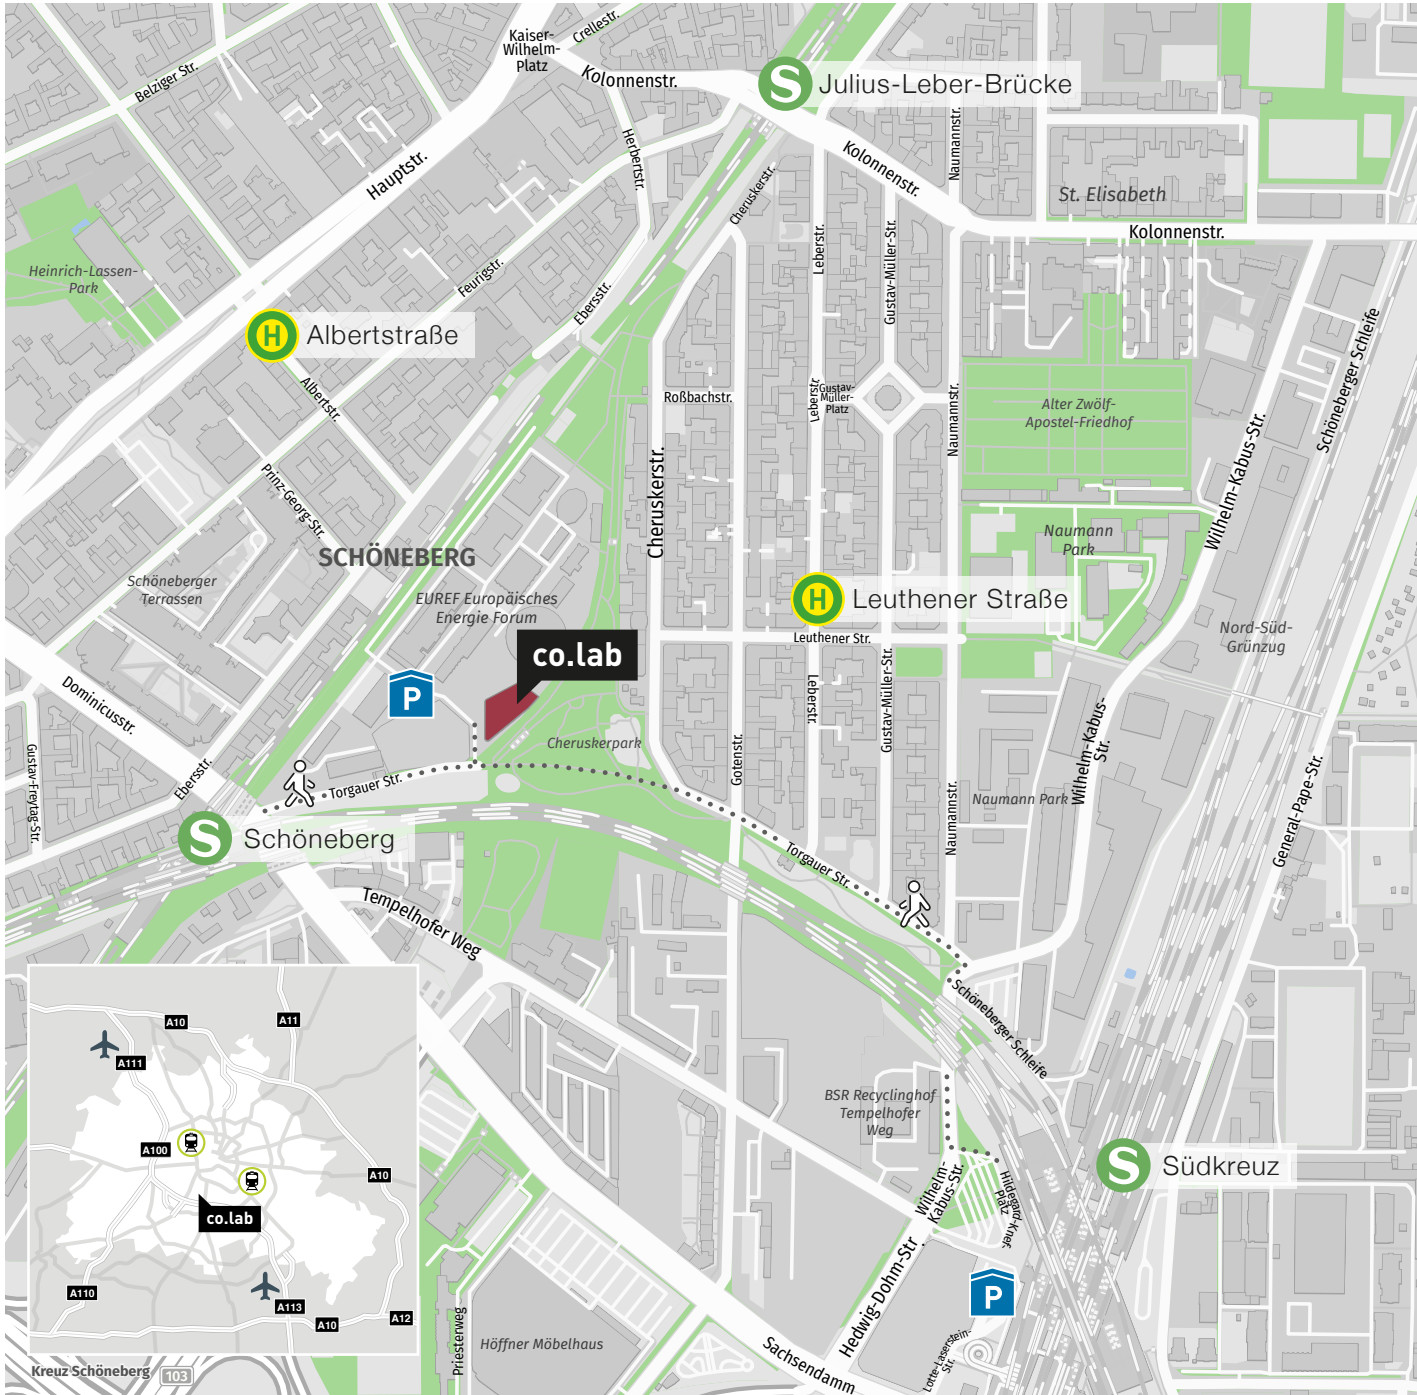 Kaiser-
Wilhelm-
Platz
Crellestr.
Belziger Str.
Kolonnenstr.
S Julius-Leber-Brücke
Hauptstr.
Herbertstr.
Cheruskerstr.
Kolonnenstr.
Naumannstr.
St. Elisabeth
Kolonnenstr.
Heinrich-Lassen-
Park
Feurigstr.
Ebersstr.
Leberstr.
Gustav-Müller-Str.
H Albertstraße
Albertstr.
Roßbachstr.
Leberstr.
Gustav-
Müller-
Platz
Naumannstr.
Alter Zwölf-
Apostel-Friedhof
Schöneberger Schleife
Wilhelm-Kabus-Str.
Prinz-Georg-Str.
Cheruskerstr.
SCHÖNEBERG
Naumann
Park
Schöneberger
Terrassen
EUREF Europäisches
Energie Forum
H Leuthener Straße
Leuthener Str.
Nord-Süd-
Grünzug
co.lab
P
Dominicusstr.
Leberstr.
Gustav-Müller-Str.
Wilhelm-Kabus-
Str.
Gustav-Freytag-Str.
Ebersstr.
Cheruskerpark
Gotenstr.
Torgauer Str.
Naumannstr.
Naumann Park
General-Pape-Str.
S Schöneberg
Torgauer Str.
Tempelhofer Weg
Schöneberger Schleife
BSR Recyclinghof
Tempelhofer
Weg
S Südkreuz
Wilhelm-
Kabus-Str.
Hildegard-Knef-
Platz
Hedwig-Dohm-Str.
P
Lotte-Laserstein-
Str.
Priesterweg
Höffner Möbelhaus
Sachsendamm
A10
A11
A111
A100
A10
co.lab
A110
A113
A10
A12
Kreuz Schöneberg 103